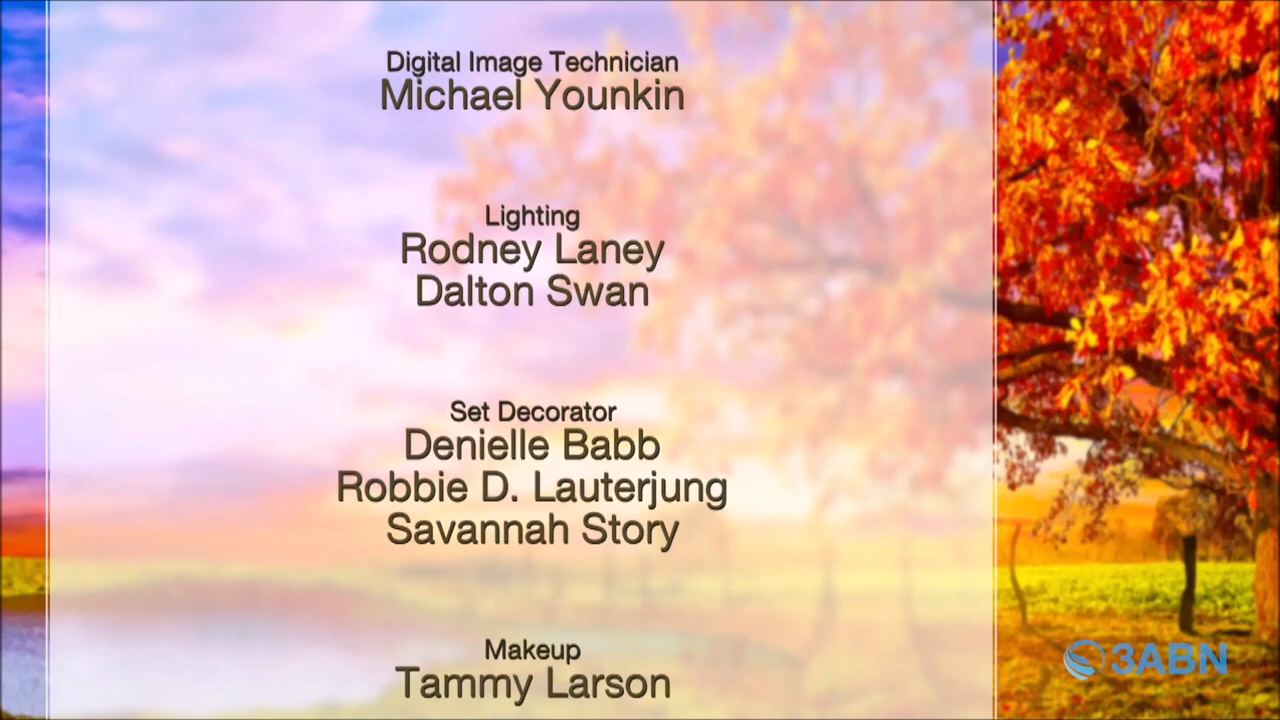 Digital Image Technician
Michael Younkin
Lighting
Rodney Laney
Dalton Swan
Set Decorator
Denielle Babb
Robbie D. Lauterjung
Savannah Story
Makeup
Tammy Larson
3ABN